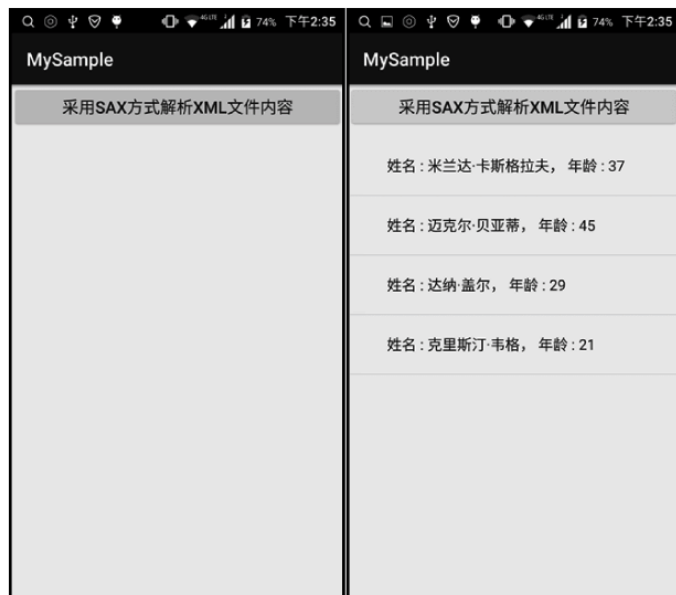 74% 下午2:35
MySample
采用SAX方式解析XML文件内容
74% 下午2:35
MySample
采用SAX方式解析XML文件内容
姓名 : 米兰达·卡斯格拉夫， 年龄 : 37
姓名 : 迈克尔·贝亚蒂， 年龄 : 45
姓名 : 达纳·盖尔， 年龄 : 29
姓名 : 克里斯汀·韦格， 年龄 : 21